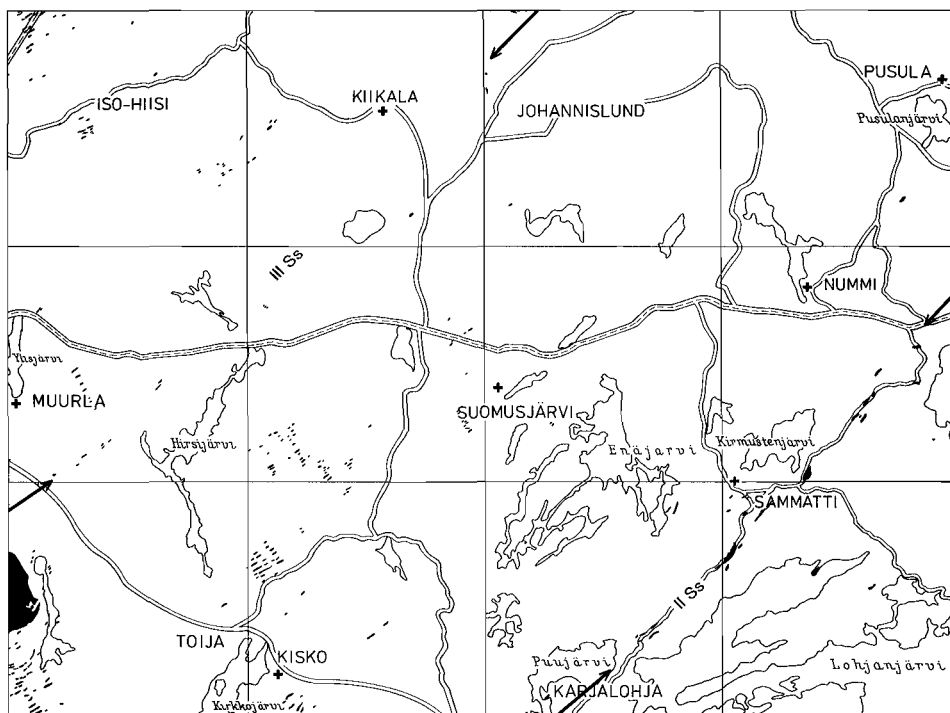 PUSULA
ISO-HIISI
KIIKALA
JOHANNISLUND
Pusulanjärvi
III Ss
NUMMI
Ylisjärvi
MUURLA
SUOMUSJÄRVI
Hirsijärvi
Enäjärvi
Kirmustenjärvi
SAMMATTI
II Ss
TOIJA
KISKO
Puujärvi
Lohjanjärvi
KARJALOHJA
Kirkkojärvi